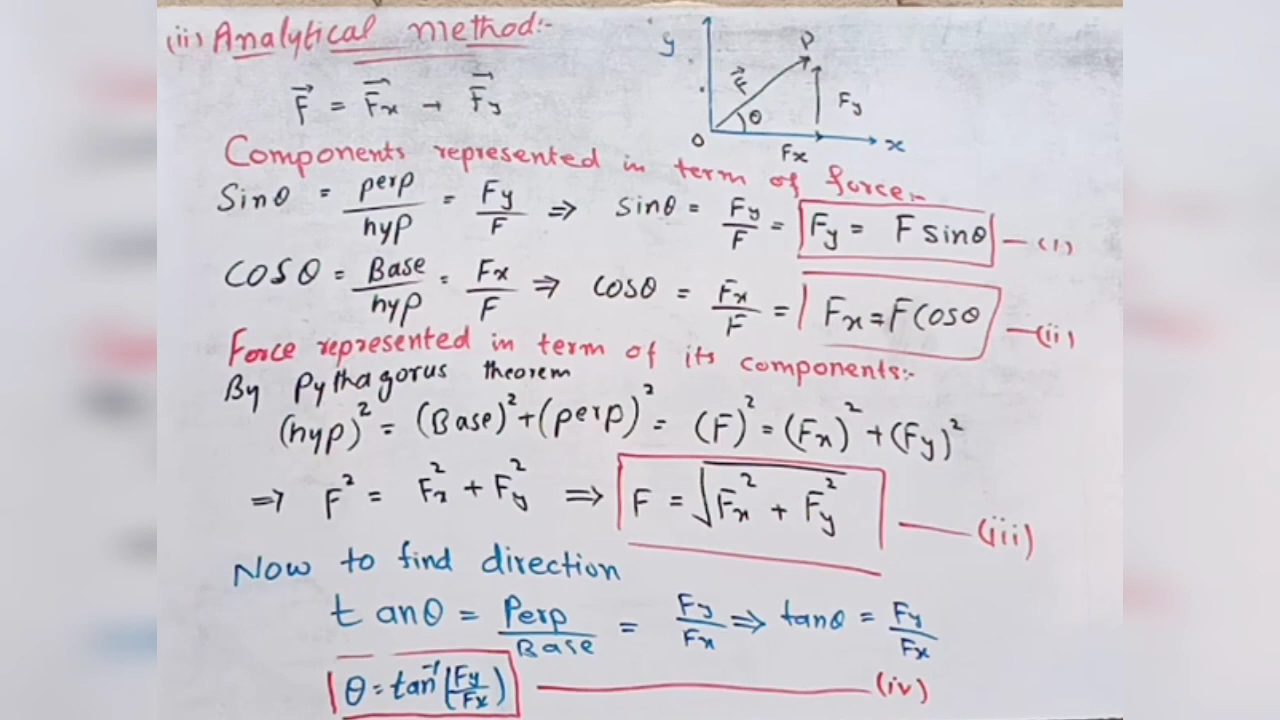 (ii) Analytical method:-
y P
F⃗ Fy
θ
O Fx x
F⃗ = F⃗x → F⃗y
Components represented in term of force:-
Sinθ = perp/hyp = Fy/F ⇒ sinθ = Fy/F = Fy = F sinθ — (i)
COSθ = Base/hyp = Fx/F ⇒ cosθ = Fx/F = Fx = F Cosθ — (ii)
Force represented in term of its components:-
By Pythagorus theorem
(hyp)² = (Base)² + (perp)² = (F)² = (Fx)² + (Fy)²
⇒ F² = Fx² + Fy² ⇒ F = √(Fx² + Fy²) — (iii)
Now to find direction
tanθ = Perp/Base = Fy/Fx ⇒ tanθ = Fy/Fx
θ = tan⁻¹(Fy/Fx) — (iv)